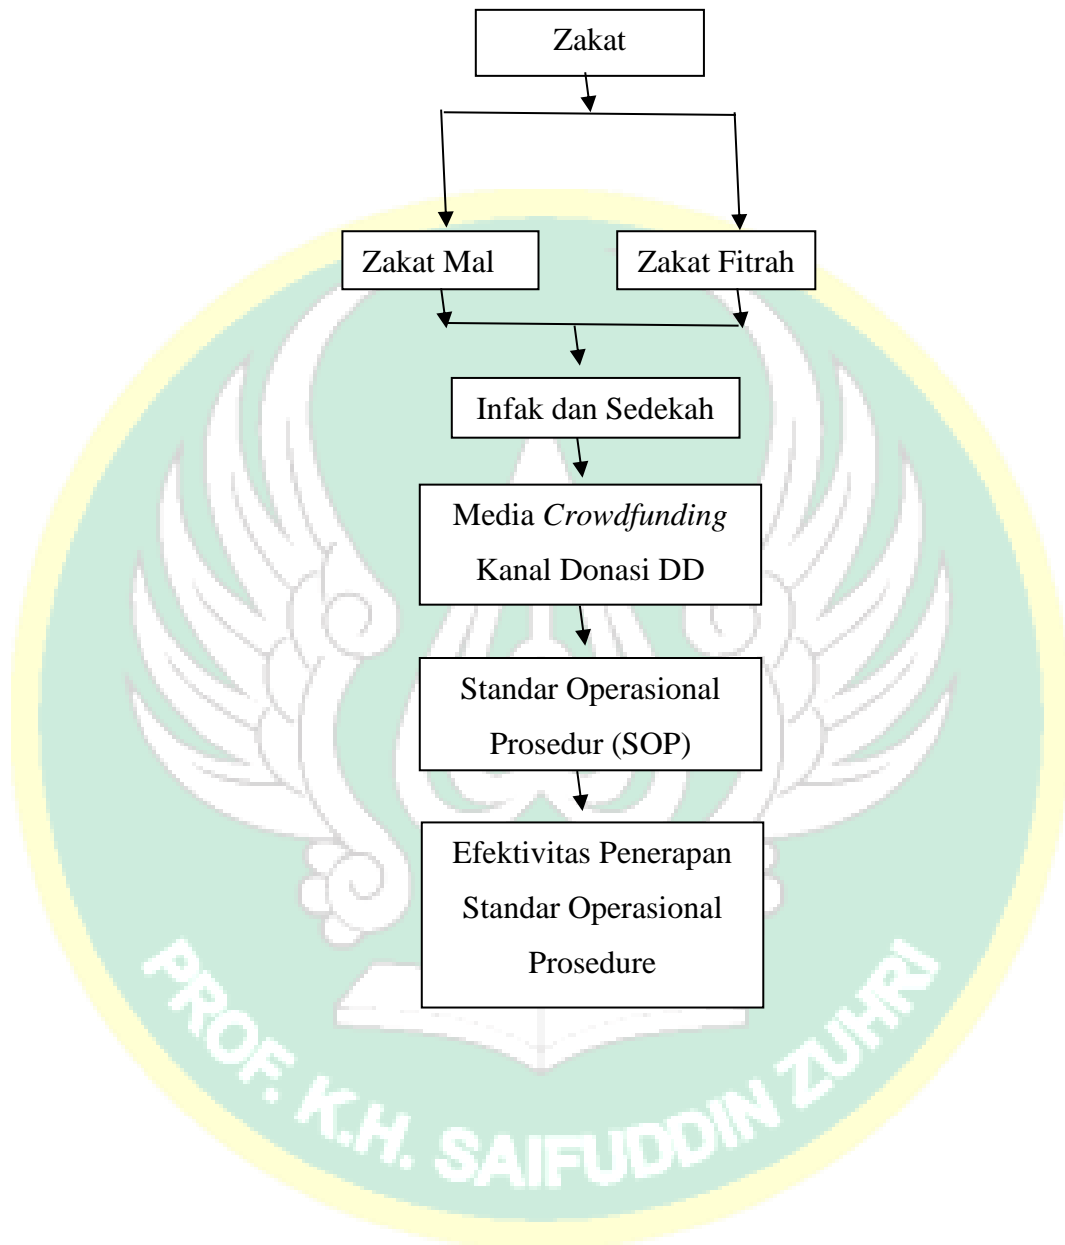 Zakat
Zakat Mal
Zakat Fitrah
Infak dan Sedekah
Media Crowdfunding
Kanal Donasi DD
Standar Operasional
Prosedur (SOP)
Efektivitas Penerapan
Standar Operasional
Prosedure
PROF. K.H. SAIFUDDIN ZUHRI